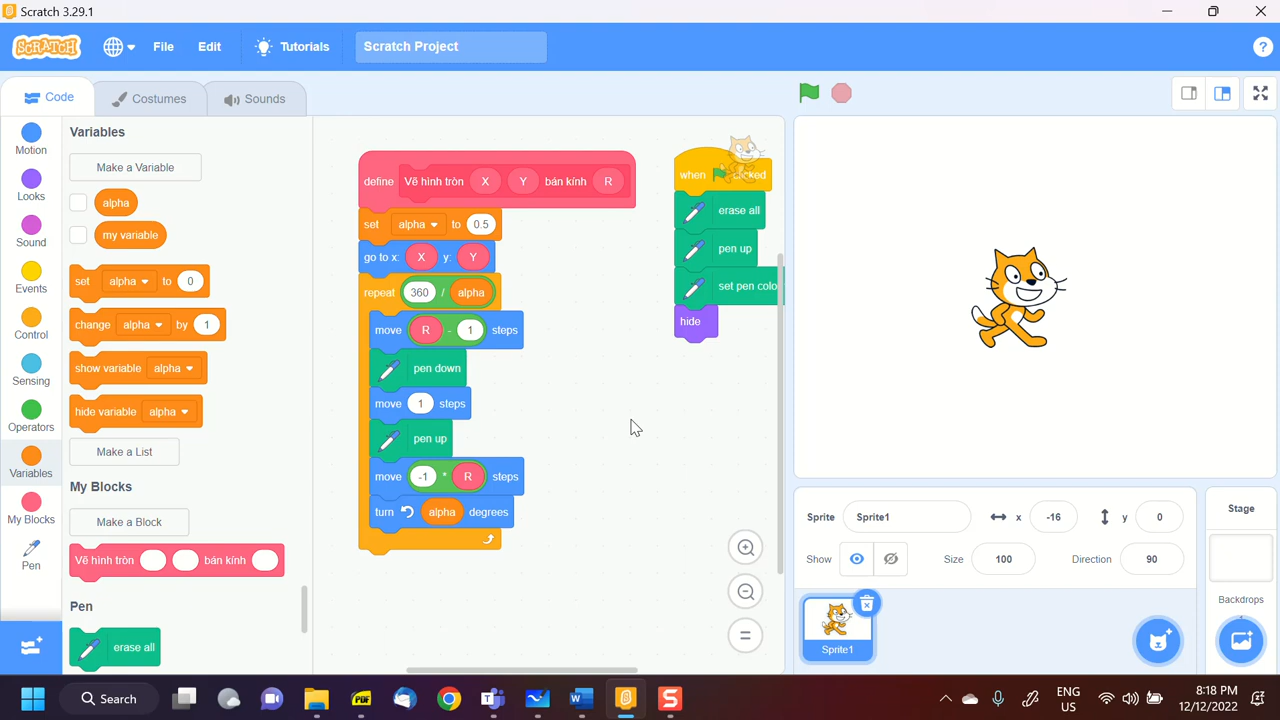 Scratch 3.29.1
SCRATCH File Edit Tutorials Scratch Project ?
Code Costumes Sounds
Motion
Looks
Sound
Events
Control
Sensing
Operators
Variables
My Blocks
Pen
Variables
Make a Variable
alpha
my variable
set alpha to 0
change alpha by 1
show variable alpha
hide variable alpha
Make a List
My Blocks
Make a Block
Vẽ hình tròn bán kính
Pen
erase all
define Vẽ hình tròn X Y bán kính R
set alpha to 0.5
go to x: X y: Y
repeat 360 / alpha
move R - 1 steps
pen down
move 1 steps
pen up
move -1 * R steps
turn alpha degrees
when clicked
erase all
pen up
set pen colo
hide
Sprite Sprite1 x -16 y 0
Show Size 100 Direction 90
Sprite1
Stage
Backdrops
Search
PDF
ENG
US
8:18 PM
12/12/2022